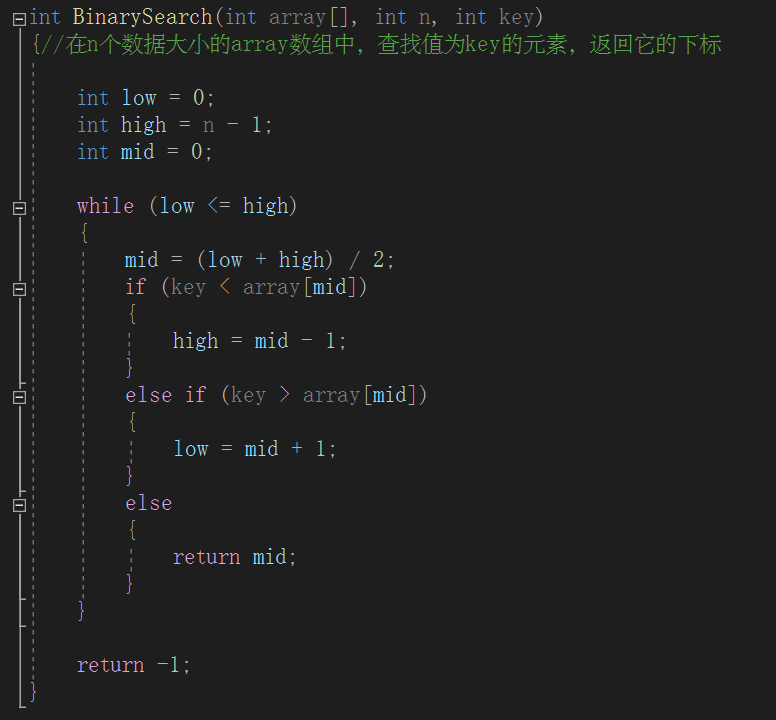 int BinarySearch(int array[], int n, int key)
{//在n个数据大小的array数组中，查找值为key的元素，返回它的下标
int low = 0;
int high = n - 1;
int mid = 0;
while (low <= high)
{
mid = (low + high) / 2;
if (key < array[mid])
{
high = mid - 1;
}
else if (key > array[mid])
{
low = mid + 1;
}
else
{
return mid;
}
}
return -1;
}